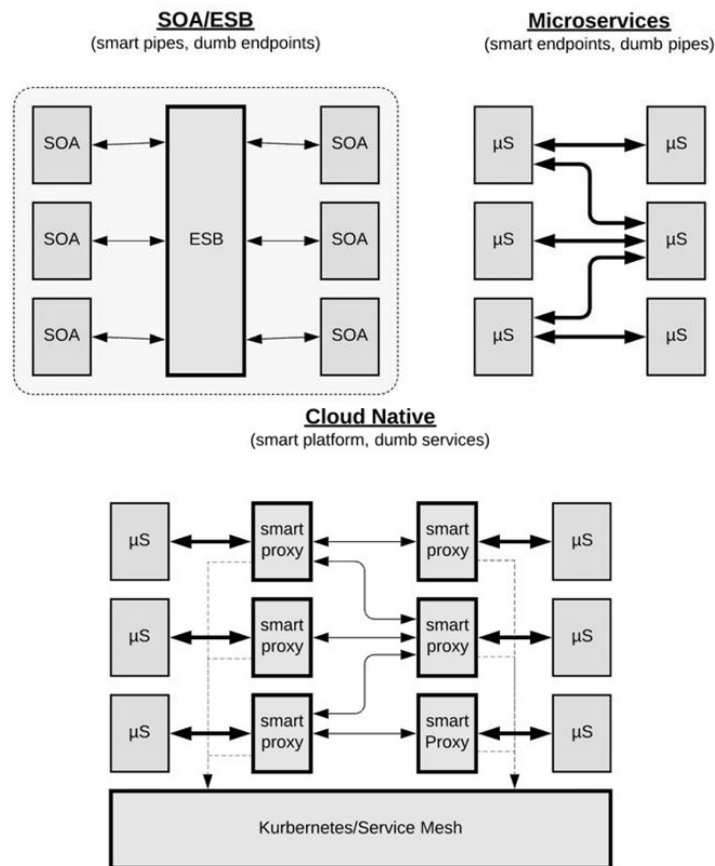 SOA/ESB
(smart pipes, dumb endpoints)
SOA
SOA
SOA
ESB
SOA
SOA
SOA
Microservices
(smart endpoints, dumb pipes)
µS
µS
µS
µS
µS
µS
Cloud Native
(smart platform, dumb services)
µS
smart
proxy
smart
proxy
µS
µS
smart
proxy
smart
proxy
µS
µS
smart
proxy
smart
Proxy
µS
Kurbernetes/Service Mesh